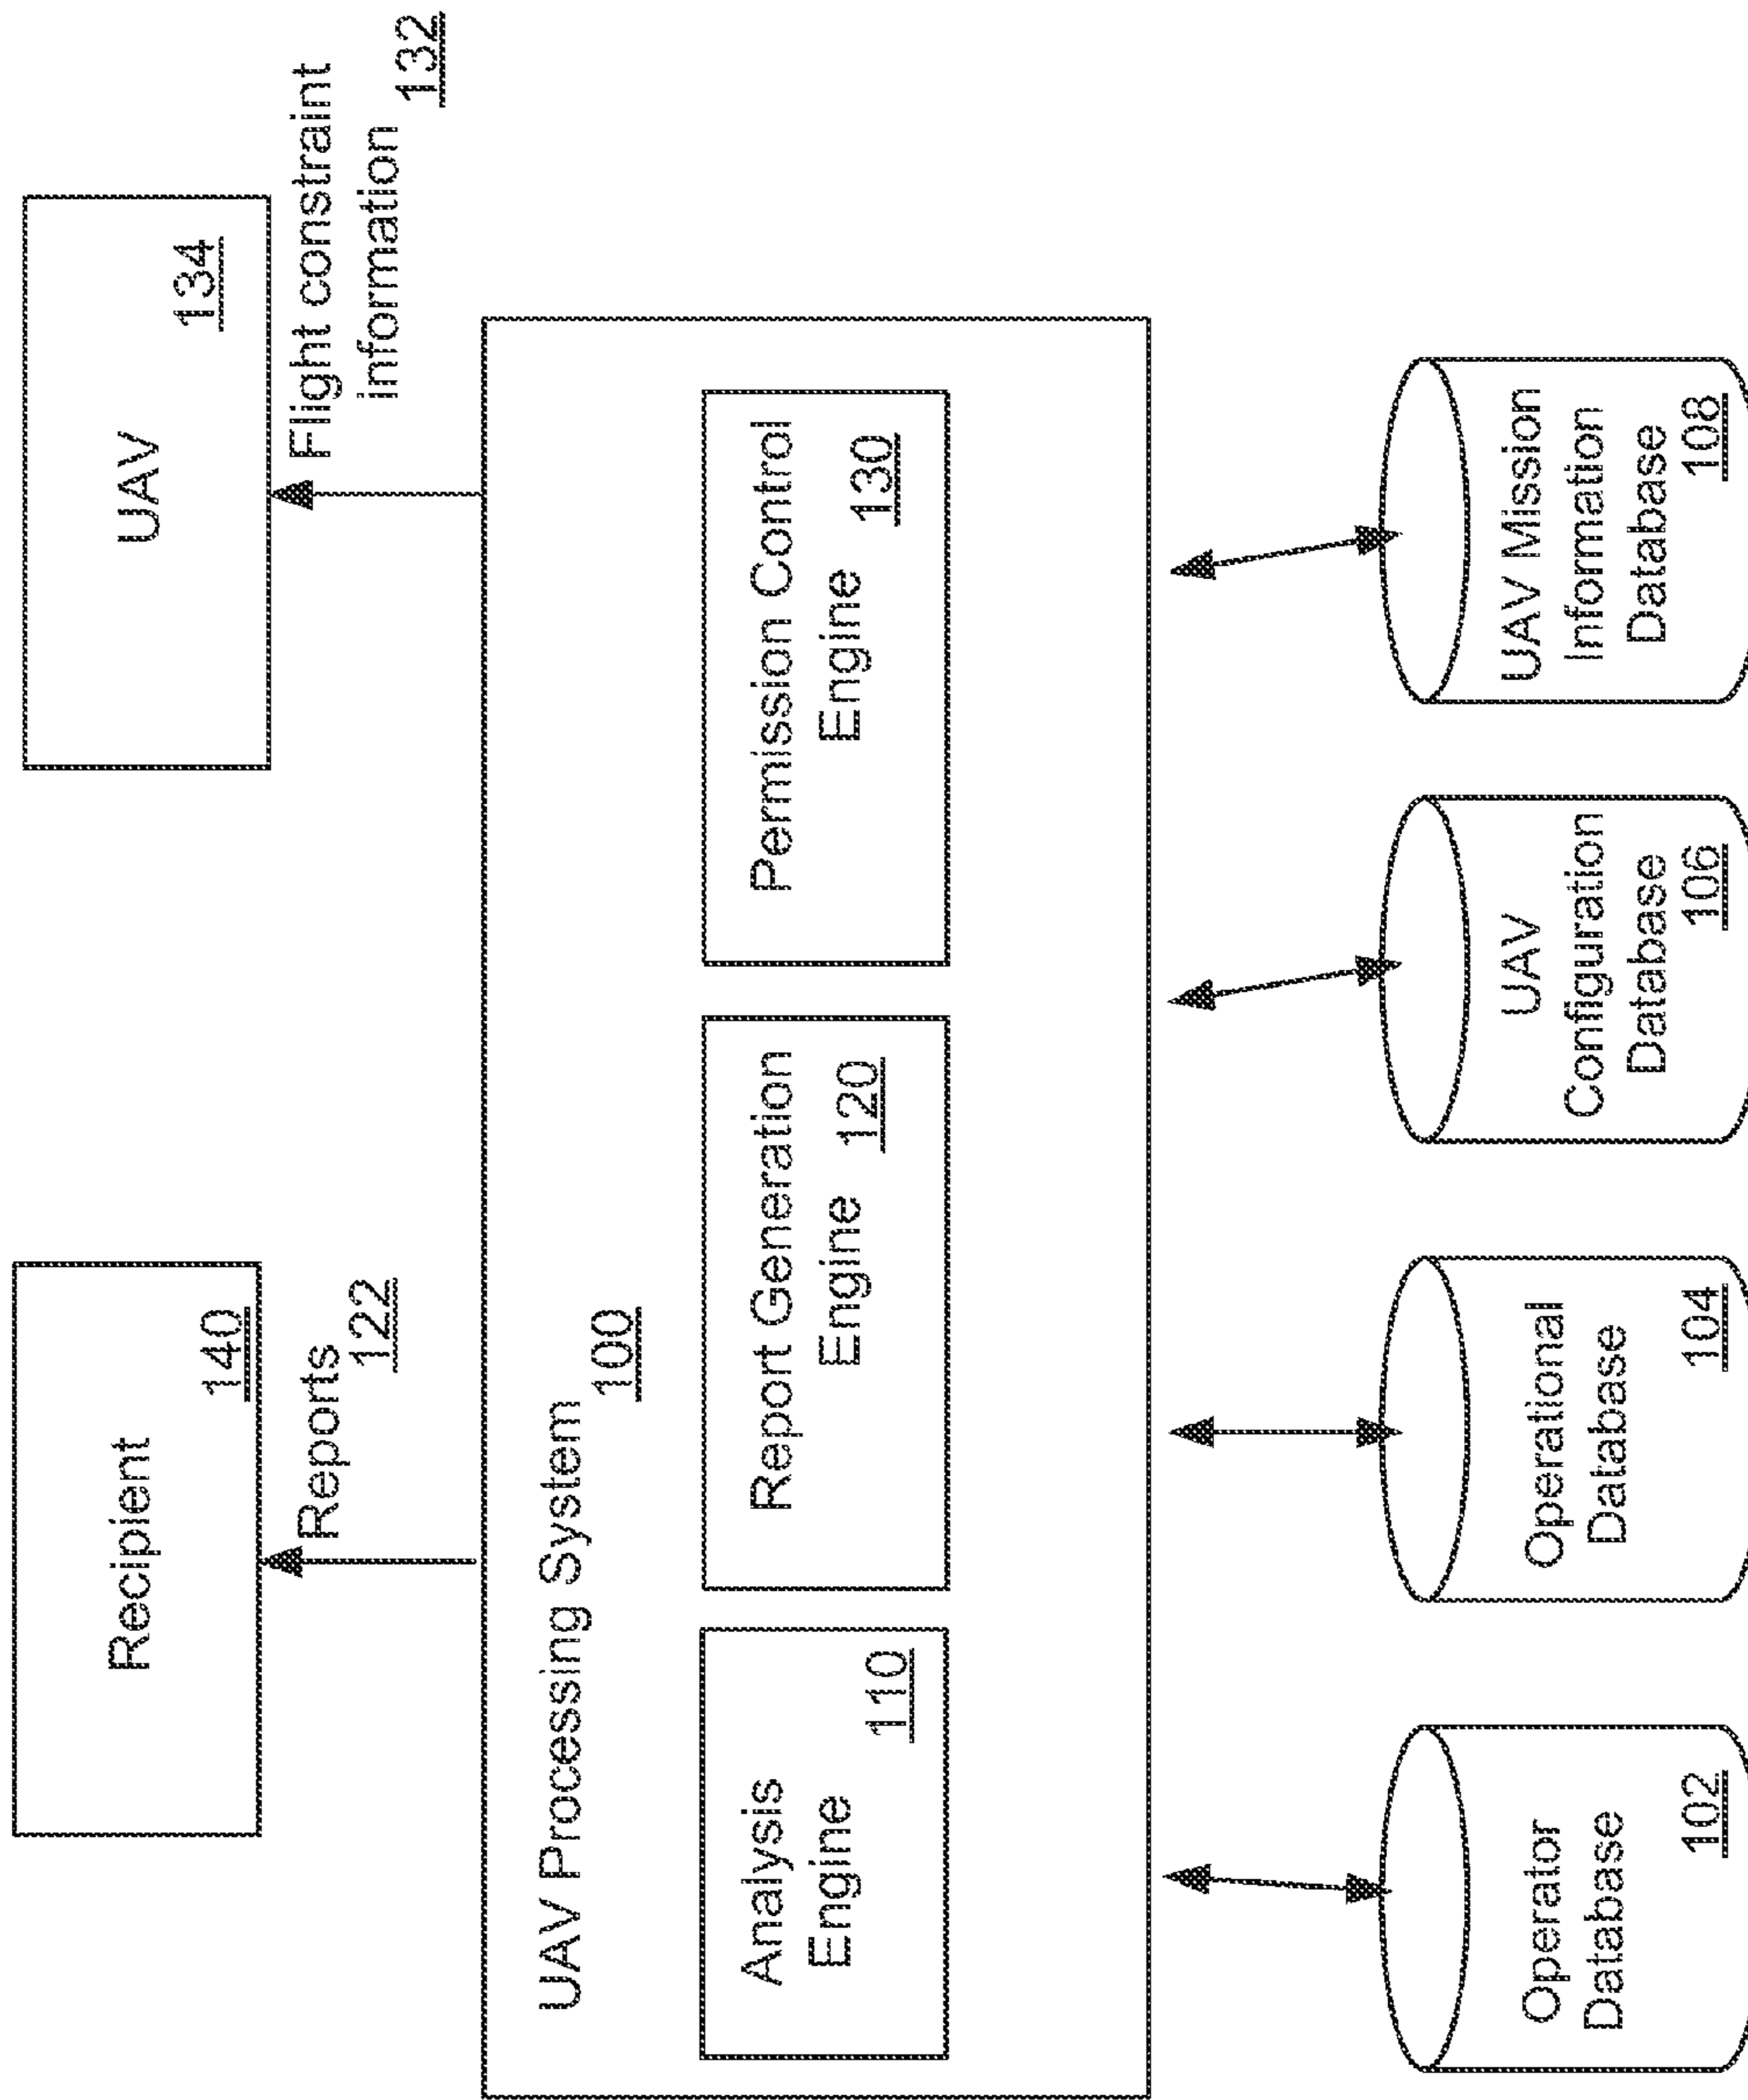 Recipient
140
UAV
134
Reports
122
Flight constraint
information 132
UAV Processing System
100
Analysis
Engine
110
Report Generation
Engine 120
Permission Control
Engine 130
Operator
Database
102
Operational
Database
104
UAV
Configuration
Database
106
UAV Mission
Information
Database
108